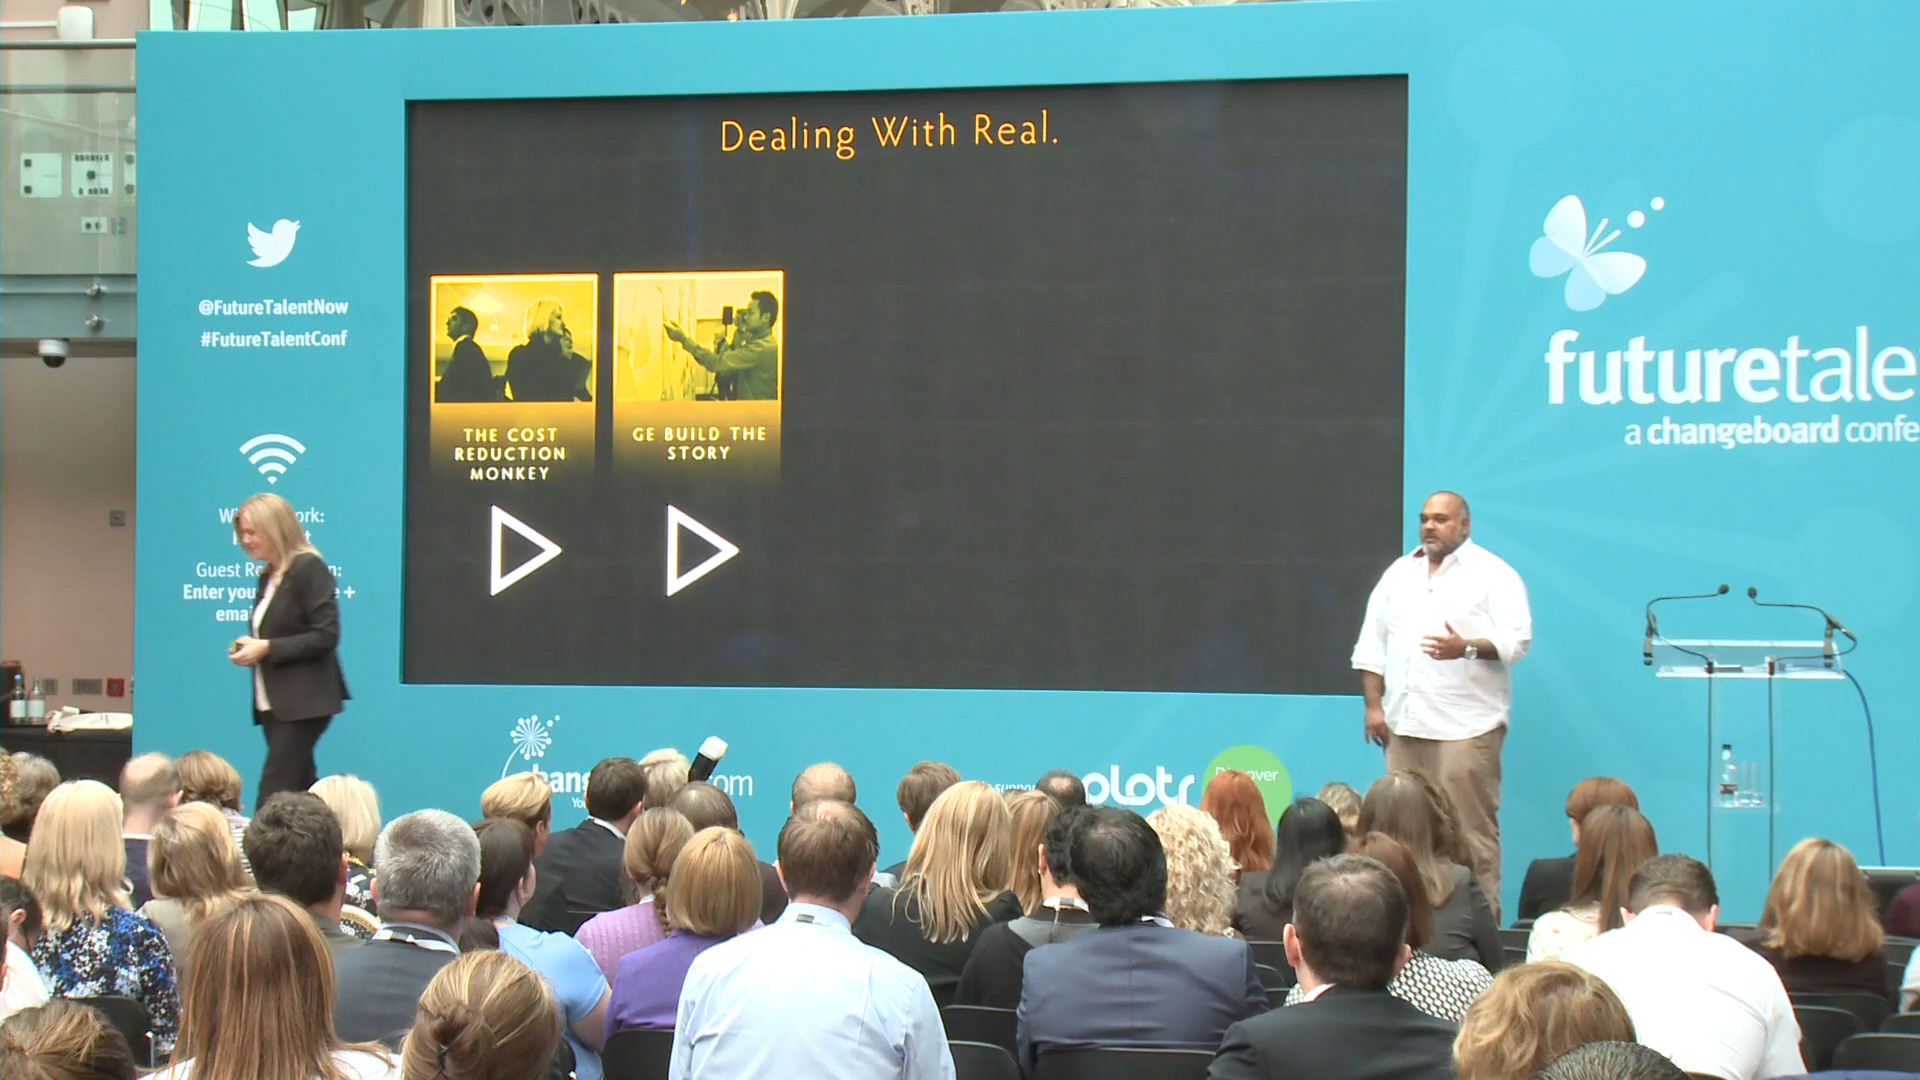 Dealing With Real.
THE COST
REDUCTION
MONKEY
GE BUILD THE
STORY
@FutureTalentNow
#FutureTalentConf
Guest
Enter you +
futuretale
a changeboard confe
plotr